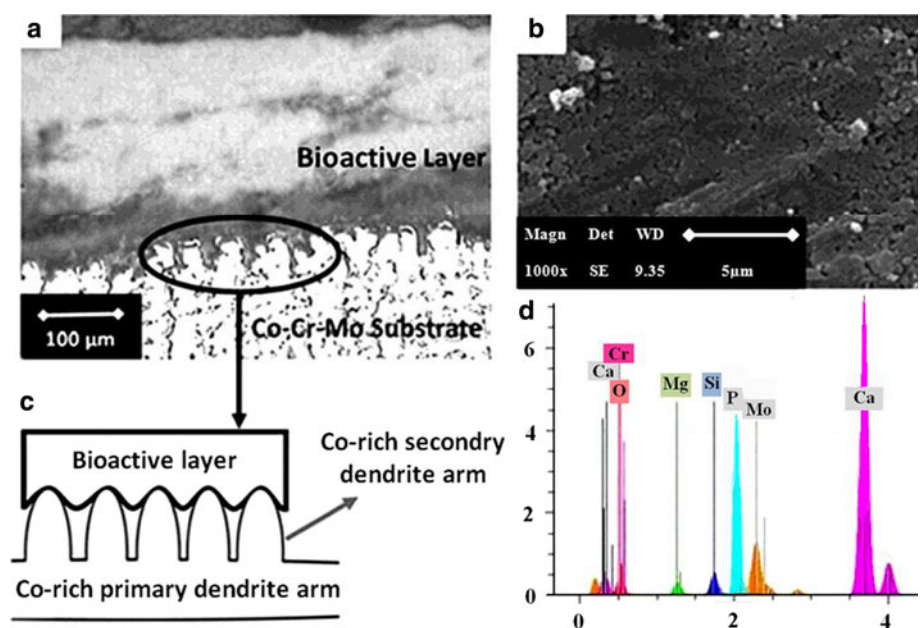 a
Bioactive Layer
Co-Cr-Mo Substrate
100 µm
b
Magn Det WD
1000x SE 9.35 5µm
c
Bioactive layer
Co-rich secondry
dendrite arm
Co-rich primary dendrite arm
d
6
4
2
0
Ca Cr O Mg Si P Mo Ca
0 2 4